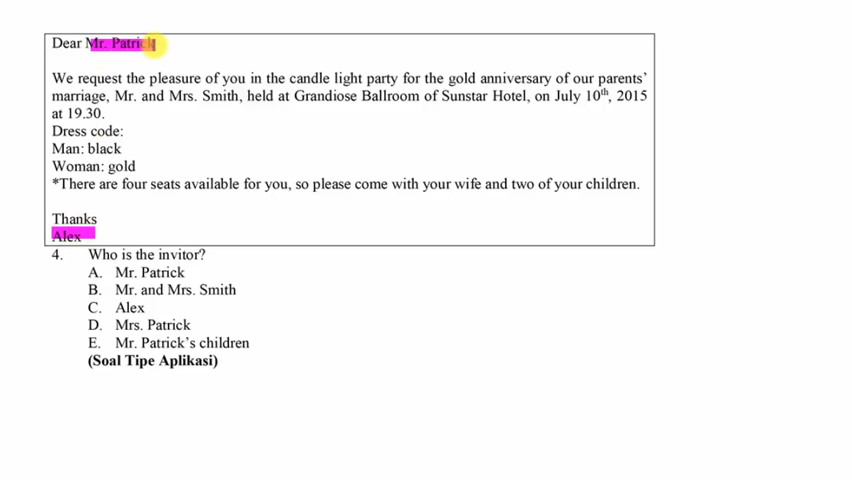 Dear Mr. Patrick
We request the pleasure of you in the candle light party for the gold anniversary of our parents’
marriage, Mr. and Mrs. Smith, held at Grandiose Ballroom of Sunstar Hotel, on July 10th, 2015
at 19.30.
Dress code:
Man: black
Woman: gold
*There are four seats available for you, so please come with your wife and two of your children.
Thanks
Alex
4. Who is the invitor?
A. Mr. Patrick
B. Mr. and Mrs. Smith
C. Alex
D. Mrs. Patrick
E. Mr. Patrick’s children
(Soal Tipe Aplikasi)